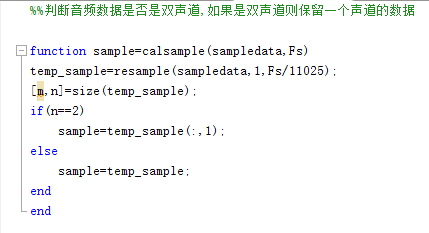 %%判断音频数据是否是双声道,如果是双声道则保留一个声道的数据
function sample=calsample(sampledata,Fs)
temp_sample=resample(sampledata,1,Fs/11025);
[m,n]=size(temp_sample);
if(n==2)
    sample=temp_sample(:,1);
else
    sample=temp_sample;
end
end